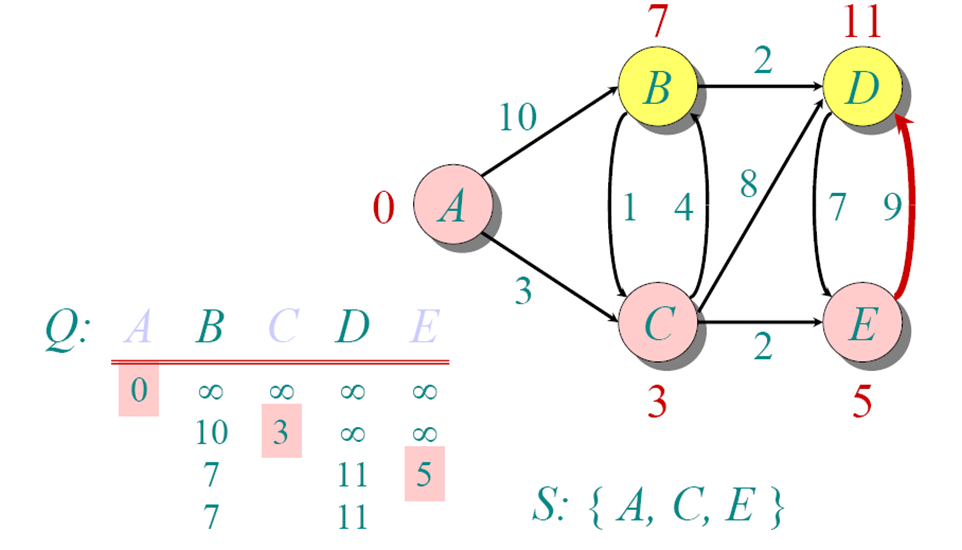 7 11
B 2 D
10
8
0 A 1 4 7 9
3
Q: A B C D E
C 2 E
0 ∞ ∞ ∞ ∞
3 5
10 3 ∞ ∞
7 11 5
S: { A, C, E }
7 11